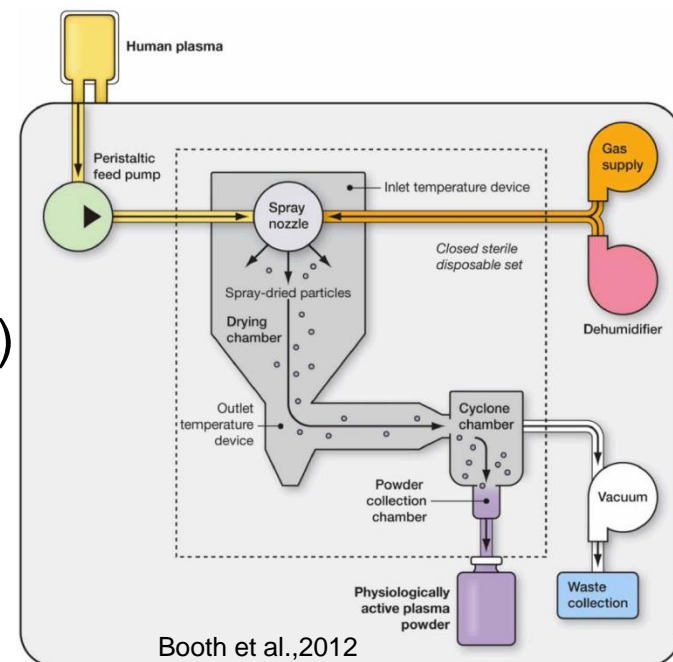 Human plasma
Peristaltic
feed pump
Spray
nozzle
Inlet temperature device
Gas
supply
Closed sterile
disposable set
Dehumidifier
Spray-dried particles
Drying
chamber
)
Outlet
temperature
device
Cyclone
chamber
Powder
collection
chamber
Vacuum
Physiologically
active plasma
powder
Waste
collection
Booth et al.,2012